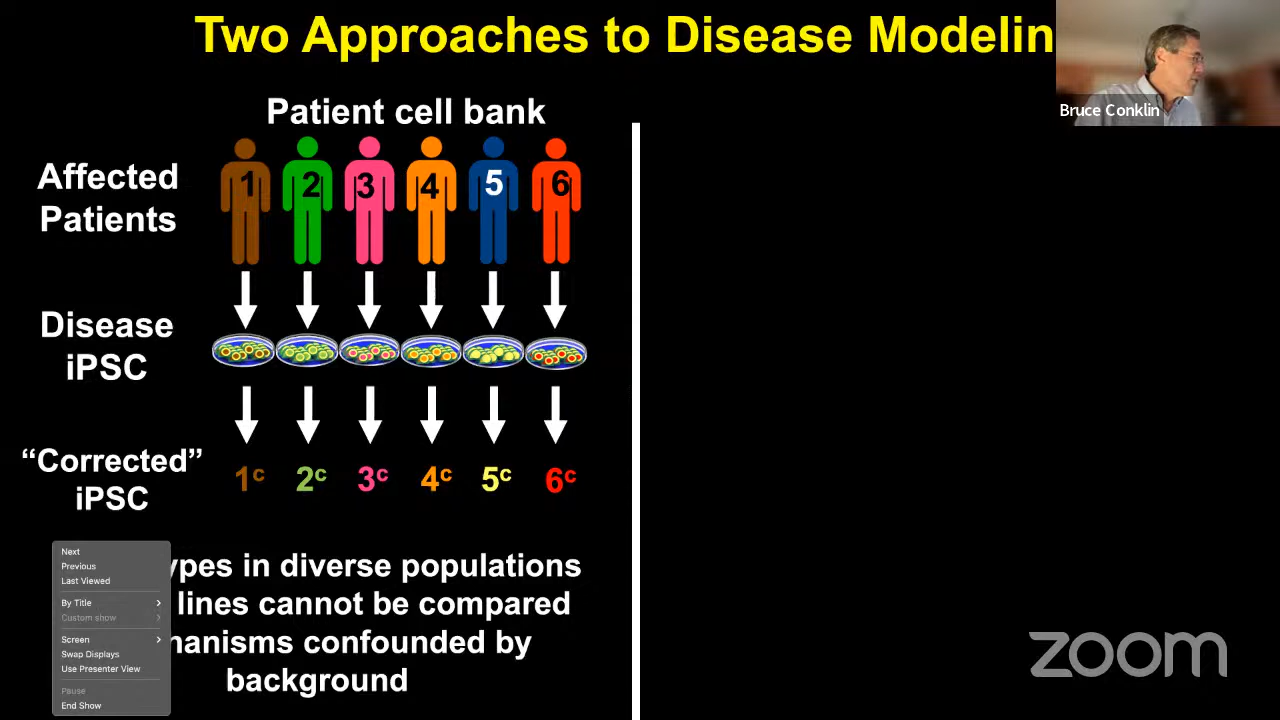 Two Approaches to Disease Modelin
Bruce Conklin
Patient cell bank
Affected
Patients
1 2 3 4 5 6
Disease
iPSC
“Corrected”
iPSC
1c 2c 3c 4c 5c 6c
ypes in diverse populations
lines cannot be compared
hanisms confounded by
background
Next
Previous
Last Viewed
By Title
Custom show
Screen
Swap Displays
Use Presenter View
Pause
End Show
zoom